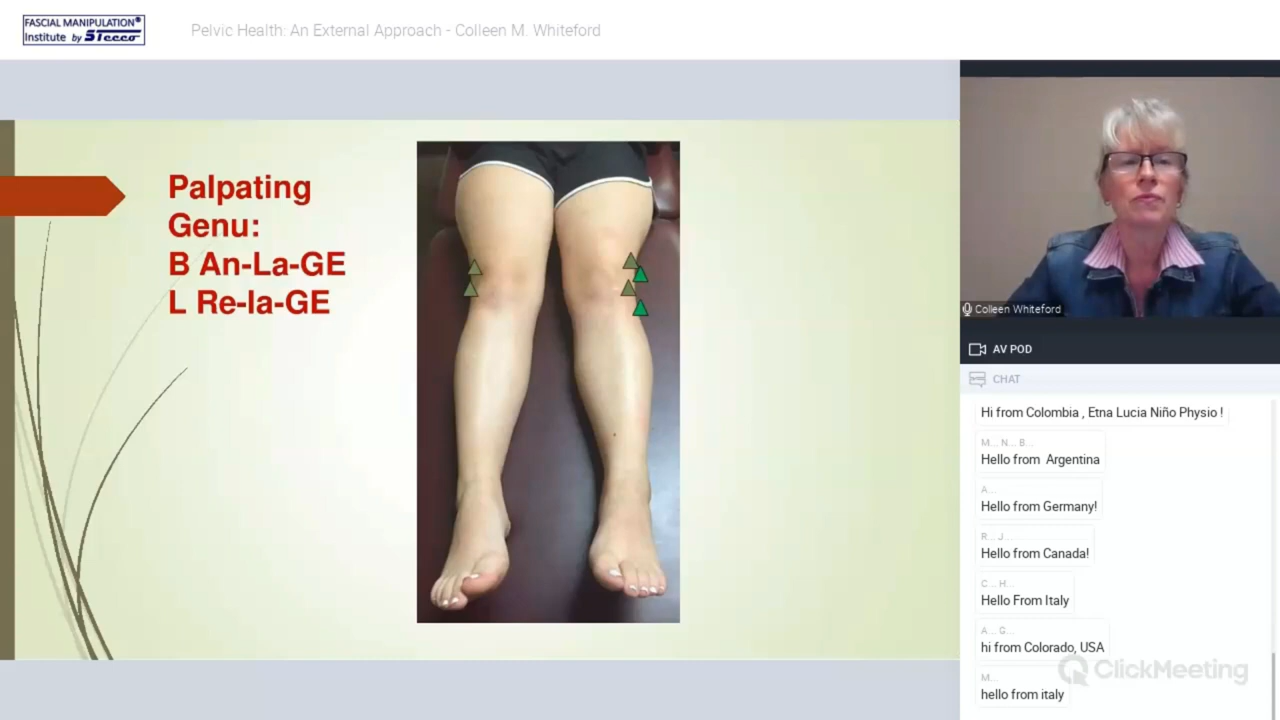 FASCIAL MANIPULATION®
Institute by Stecco
Pelvic Health: An External Approach - Colleen M. Whiteford
Palpating
Genu:
B An-La-GE
L Re-la-GE
Colleen Whiteford
AV POD
CHAT
Hi from Colombia , Etna Lucia Niño Physio !
M... N... B...
Hello from Argentina
A...
Hello from Germany!
R... J...
Hello from Canada!
C... H...
Hello From Italy
A... G...
hi from Colorado, USA
M...
hello from italy
ClickMeeting